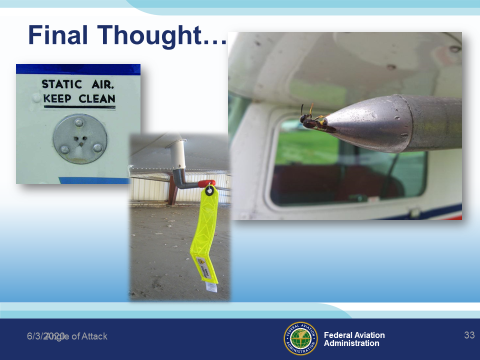 Final Thought…
STATIC AIR.
KEEP CLEAN
6/3/2020
Angle of Attack
Federal Aviation
Administration
33